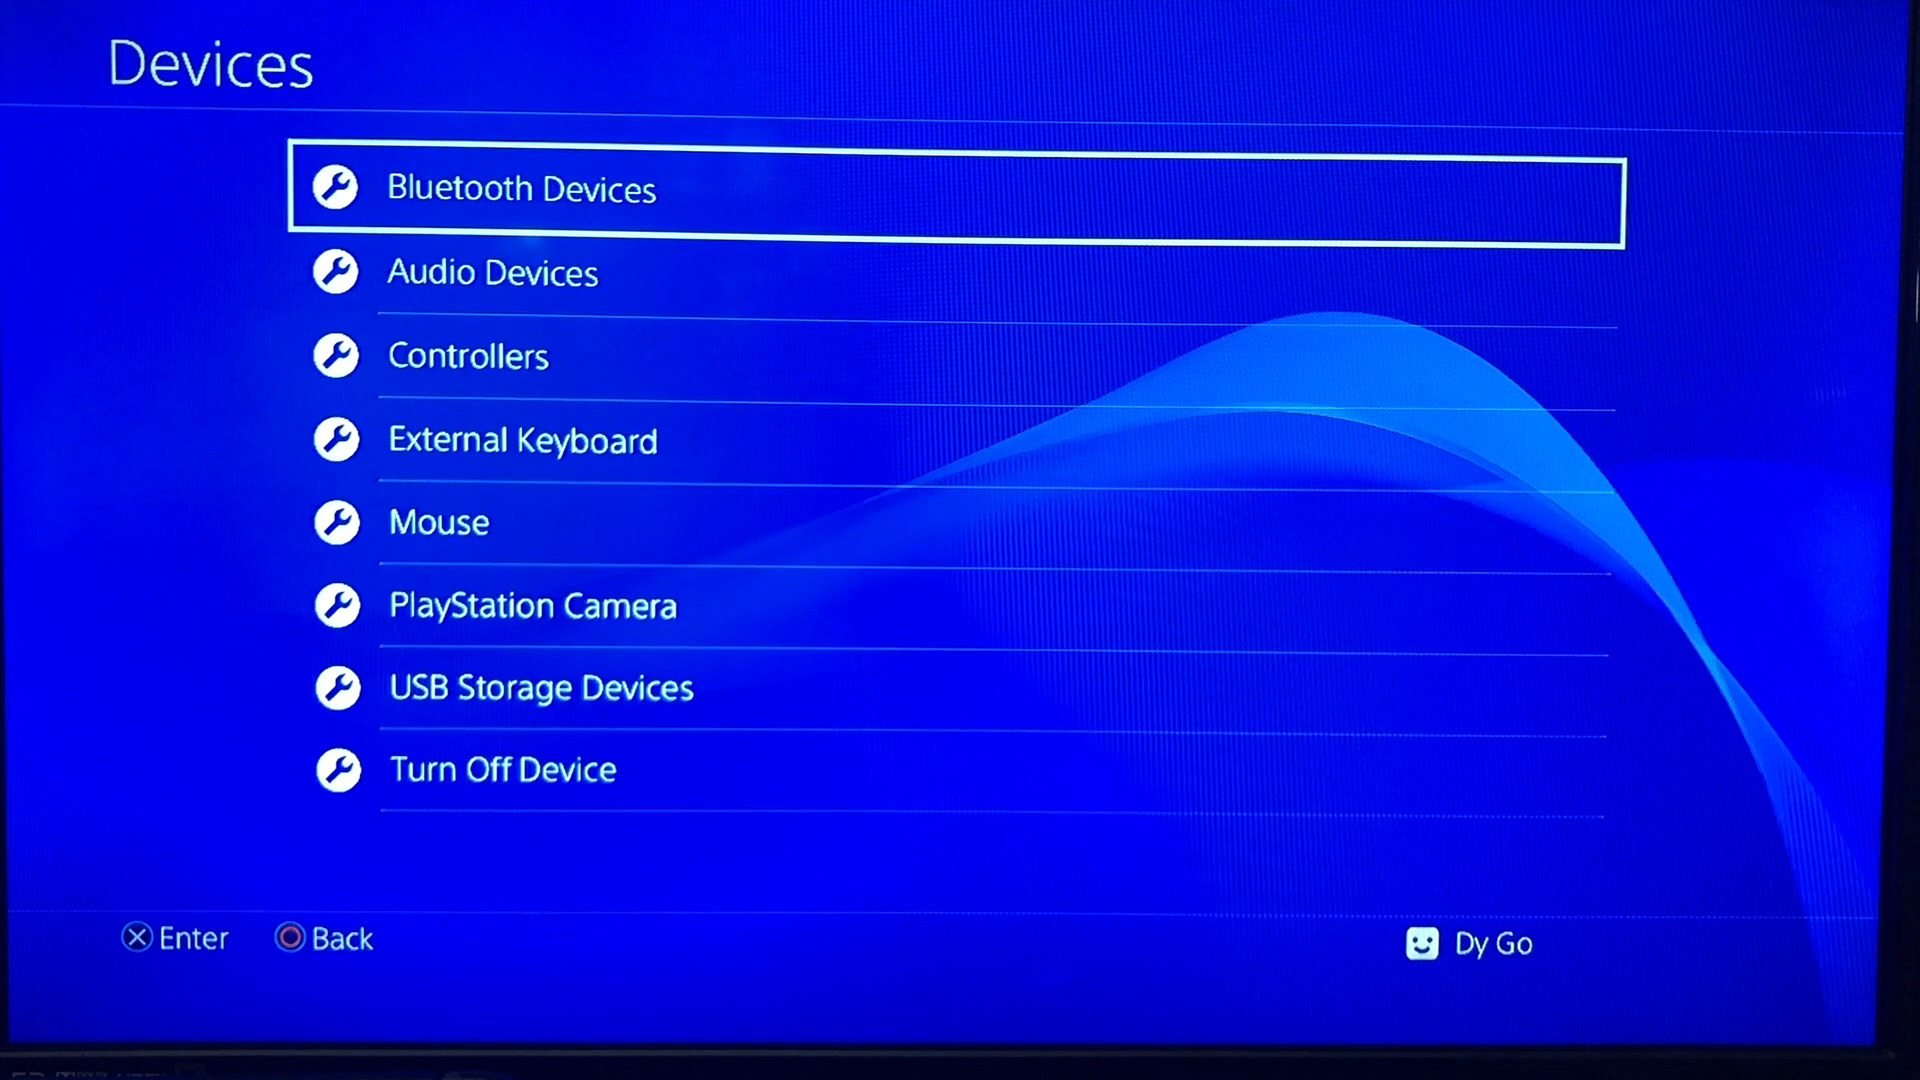 Devices
Bluetooth Devices
Audio Devices
Controllers
External Keyboard
Mouse
PlayStation Camera
USB Storage Devices
Turn Off Device
Enter
Back
Dy Go